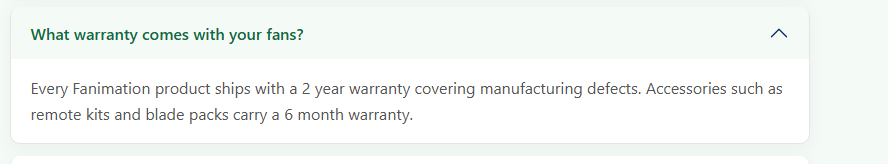 What warranty comes with your fans?
Every Fanimation product ships with a 2 year warranty covering manufacturing defects. Accessories such as
remote kits and blade packs carry a 6 month warranty.